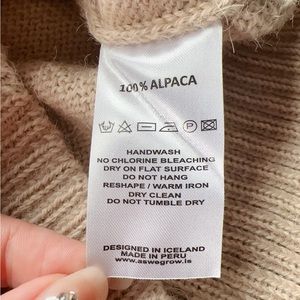 100% ALPACA
HANDWASH
NO CHLORINE BLEACHING
DRY ON FLAT SURFACE
DO NOT HANG
RESHAPE / WARM IRON
DRY CLEAN
DO NOT TUMBLE DRY
DESIGNED IN ICELAND
MADE IN PERU
www.aswegrow.is